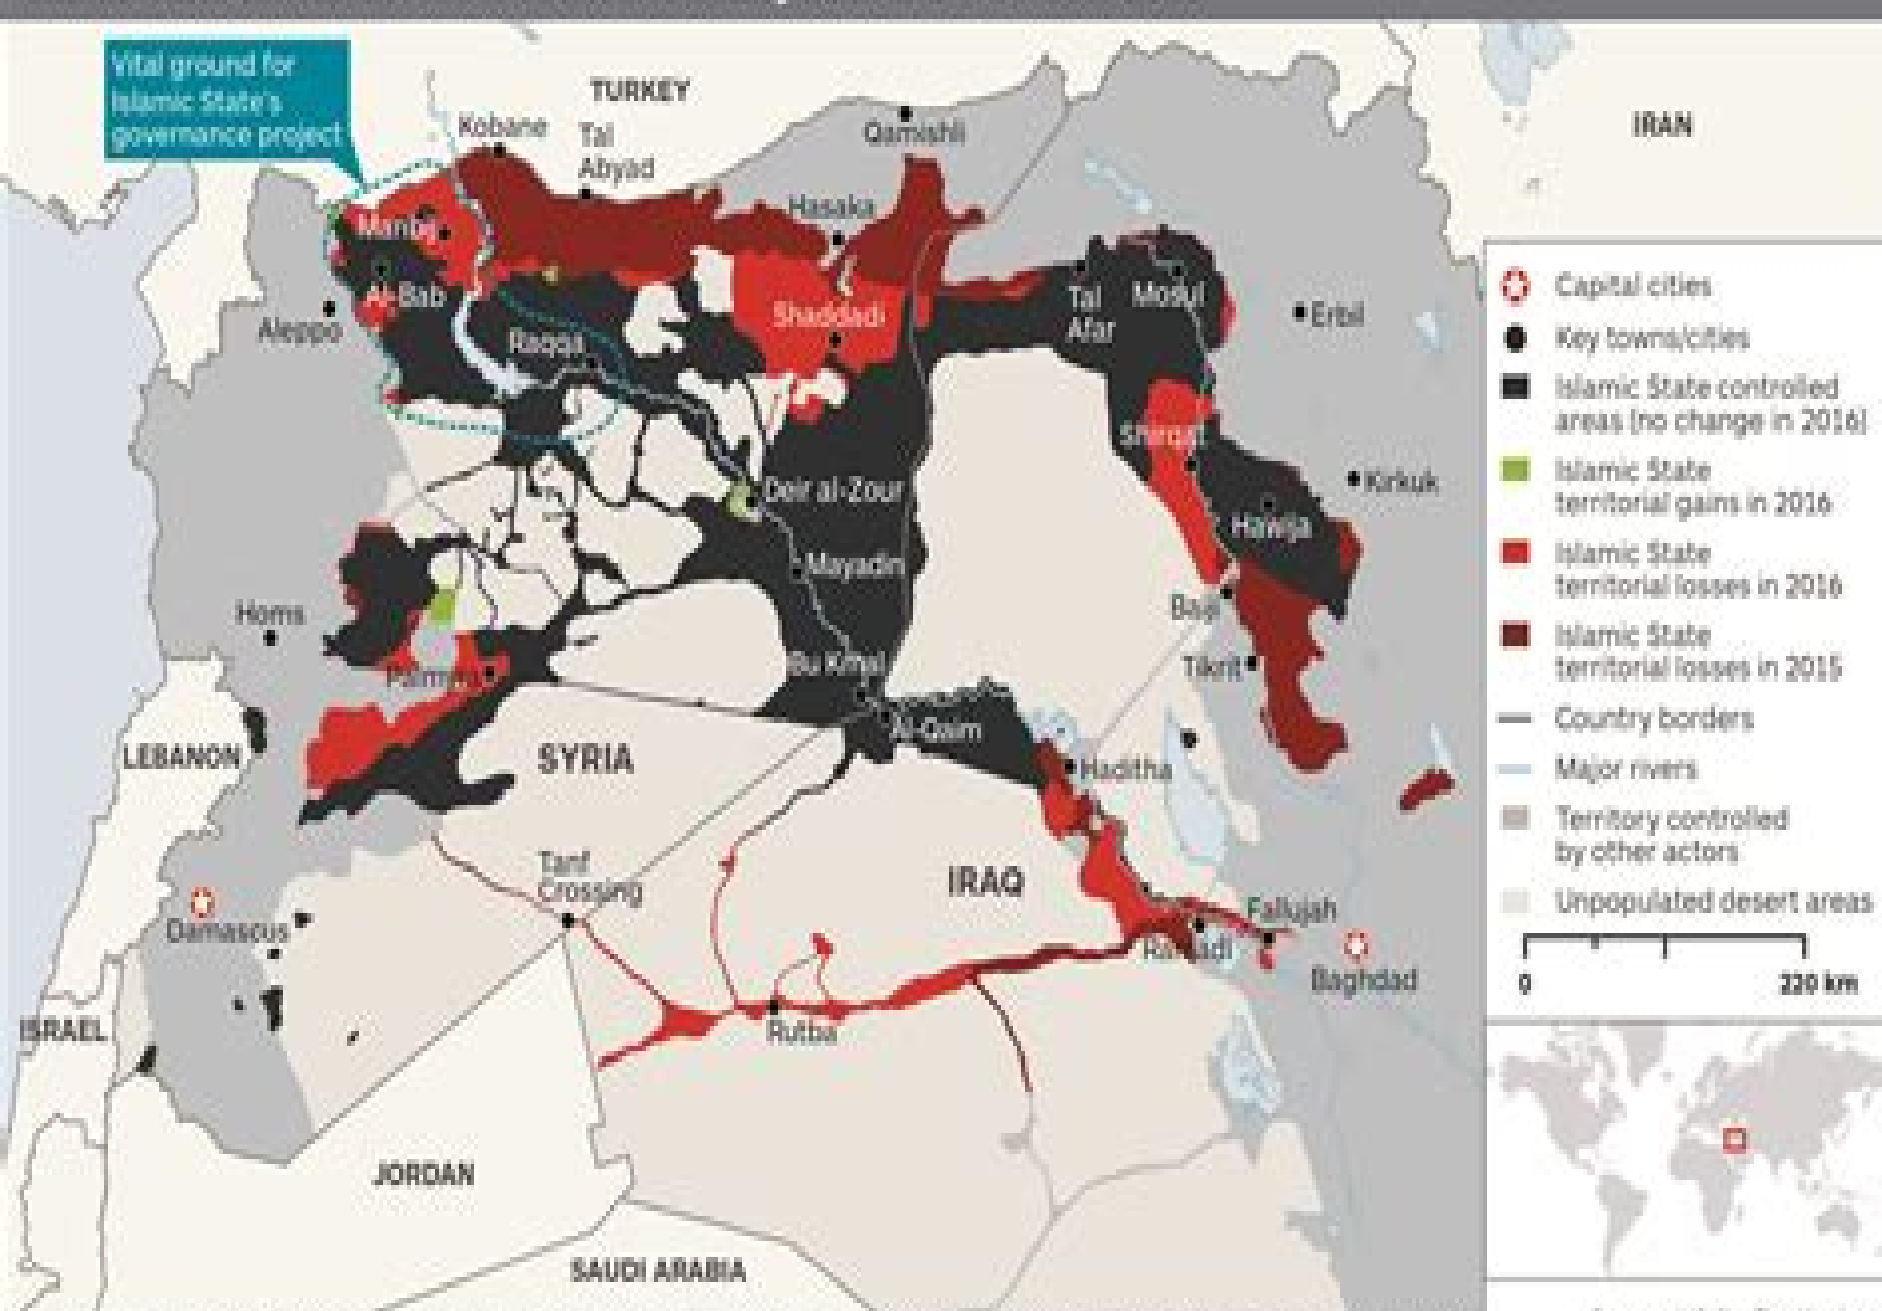 Vital ground for
Islamic State's
governance project
TURKEY
IRAN
Kobane
Tal
Abyad
Qamishli
Hasaka
Manbij
Al-Bab
Aleppo
Raqqa
Shaddadi
Tal
Afar
Mosul
Erbil
Shirqat
Kirkuk
Deir al-Zour
Hawija
Mayadin
Homs
Baiji
Palmyra
Bu Kmal
Tikrit
Al-Qaim
LEBANON
SYRIA
Haditha
Tanf
Crossing
IRAQ
Damascus
Fallujah
Ramadi
Baghdad
ISRAEL
Rutba
JORDAN
SAUDI ARABIA
Capital cities
Key towns/cities
Islamic State controlled
areas (no change in 2016)
Islamic State
territorial gains in 2016
Islamic State
territorial losses in 2016
Islamic State
territorial losses in 2015
Country borders
Major rivers
Territory controlled
by other actors
Unpopulated desert areas
0 220 km